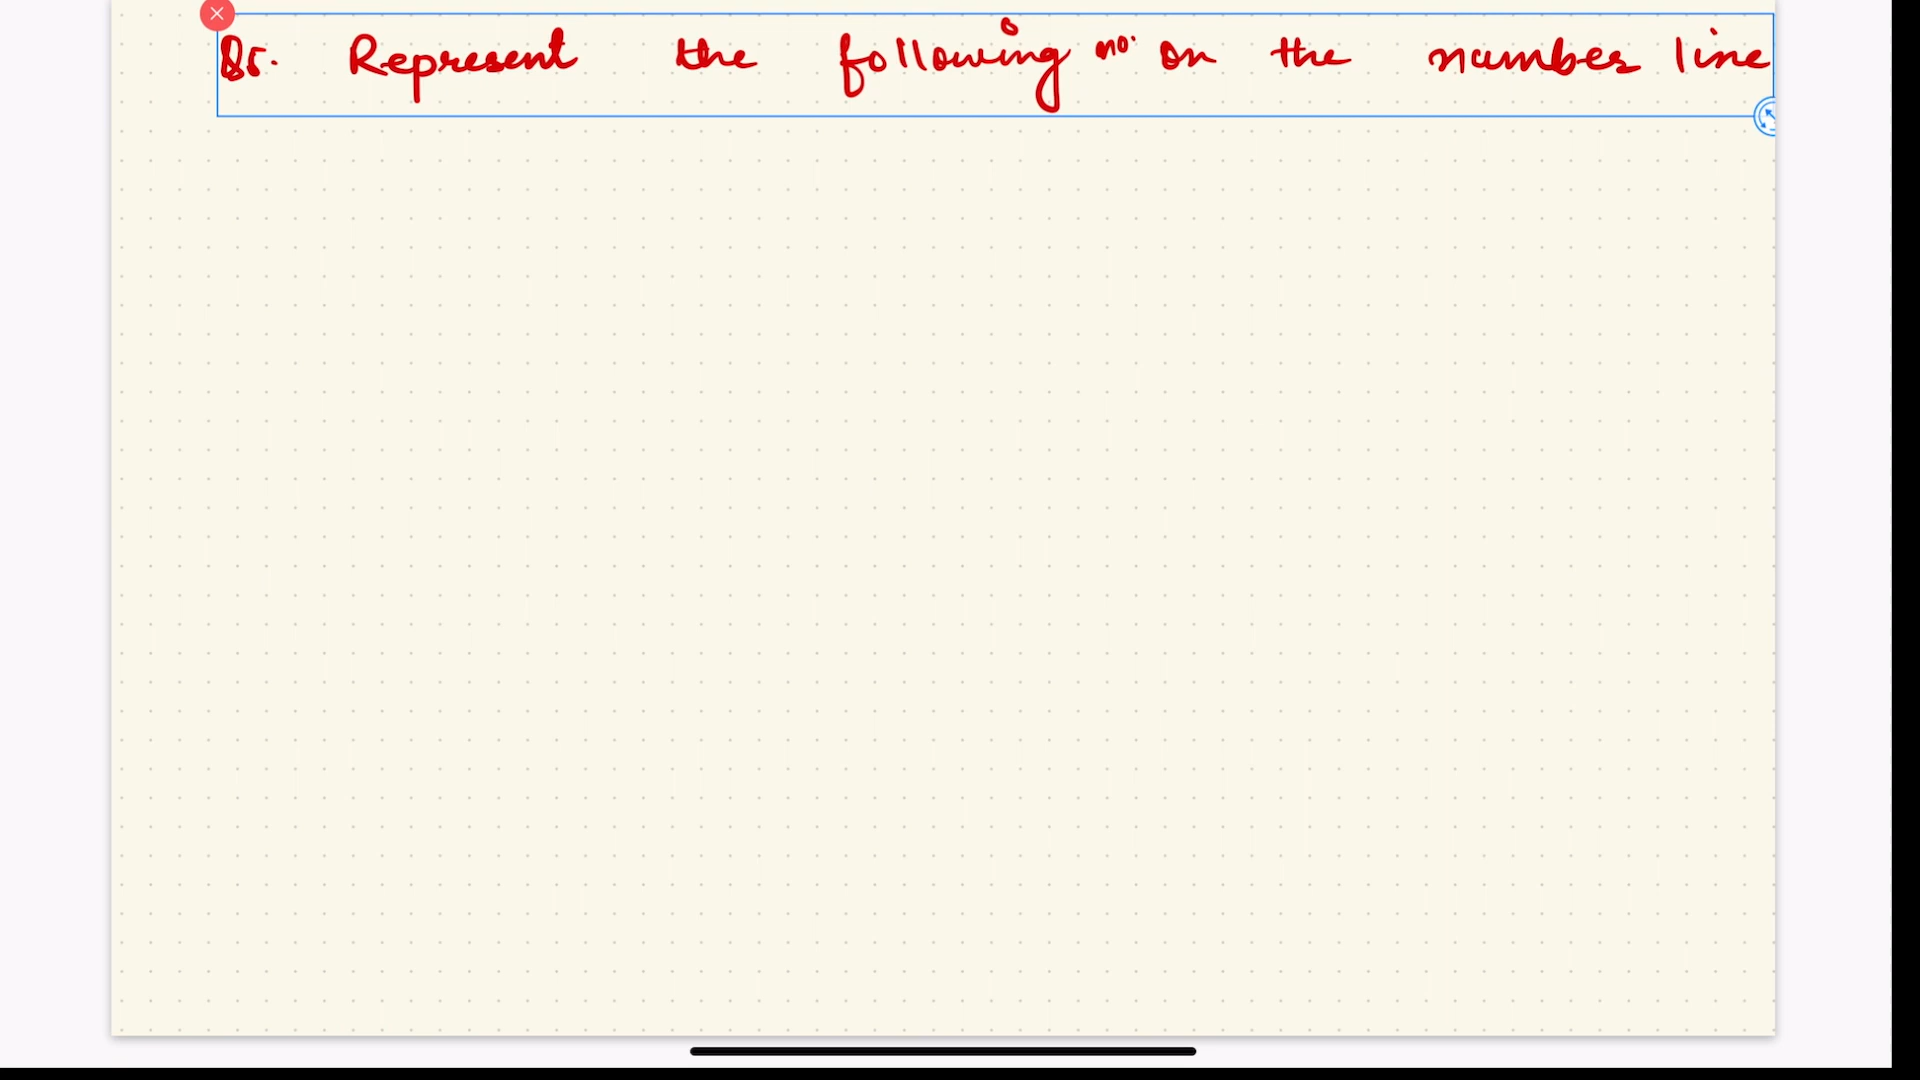 Q5. Represent the following no. on the number line